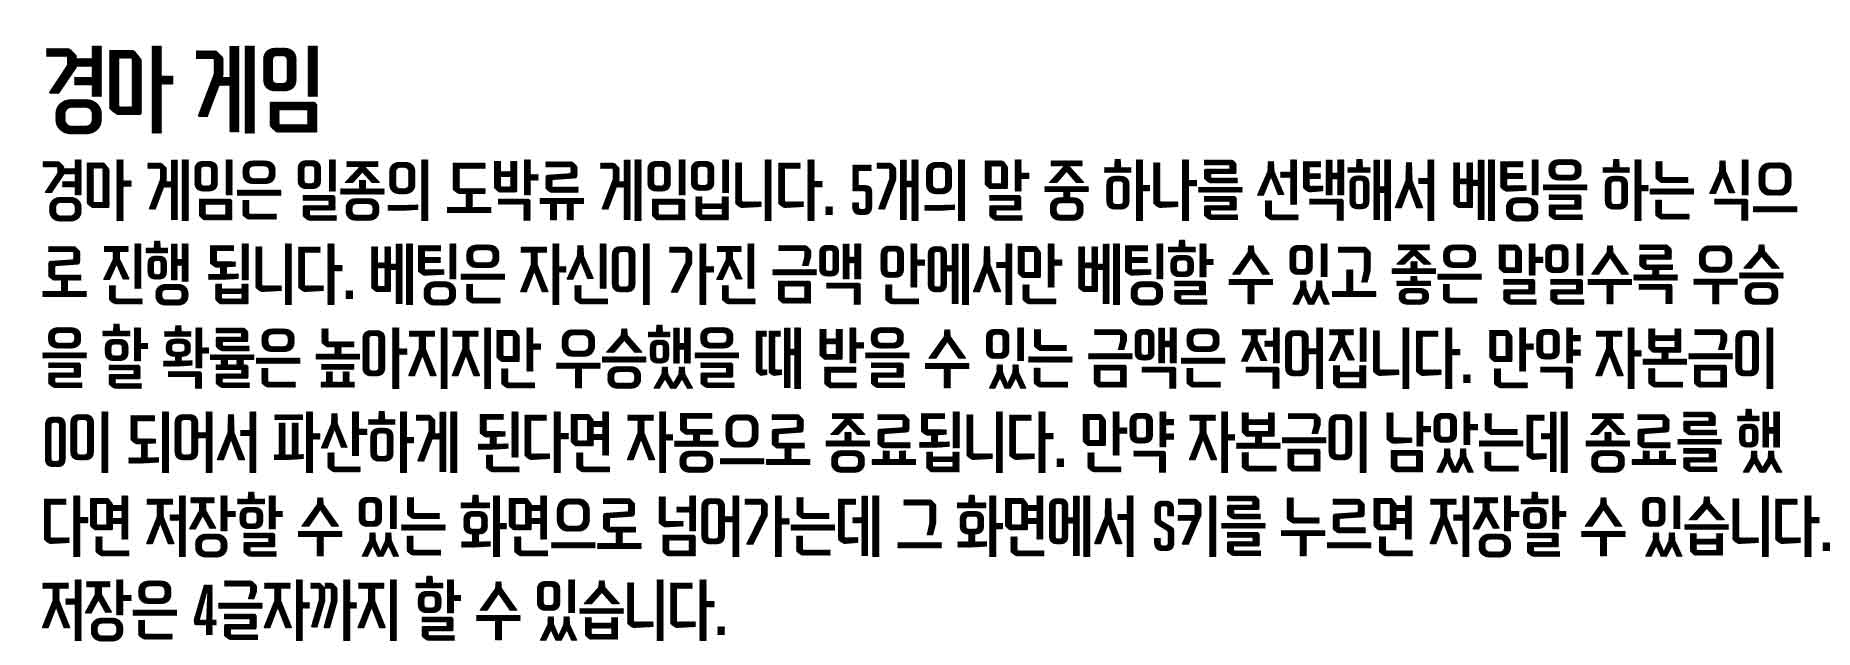 경마 게임
경마 게임은 일종의 도박류 게임입니다. 5개의 말 중 하나를 선택해서 베팅을 하는 식으
로 진행 됩니다. 베팅은 자신이 가진 금액 안에서만 베팅할 수 있고 좋은 말일수록 우승
을 할 확률은 높아지지만 우승했을 때 받을 수 있는 금액은 적어집니다. 만약 자본금이
0이 되어서 파산하게 된다면 자동으로 종료됩니다. 만약 자본금이 남았는데 종료를 했
다면 저장할 수 있는 화면으로 넘어가는데 그 화면에서 S키를 누르면 저장할 수 있습니다.
저장은 4글자까지 할 수 있습니다.